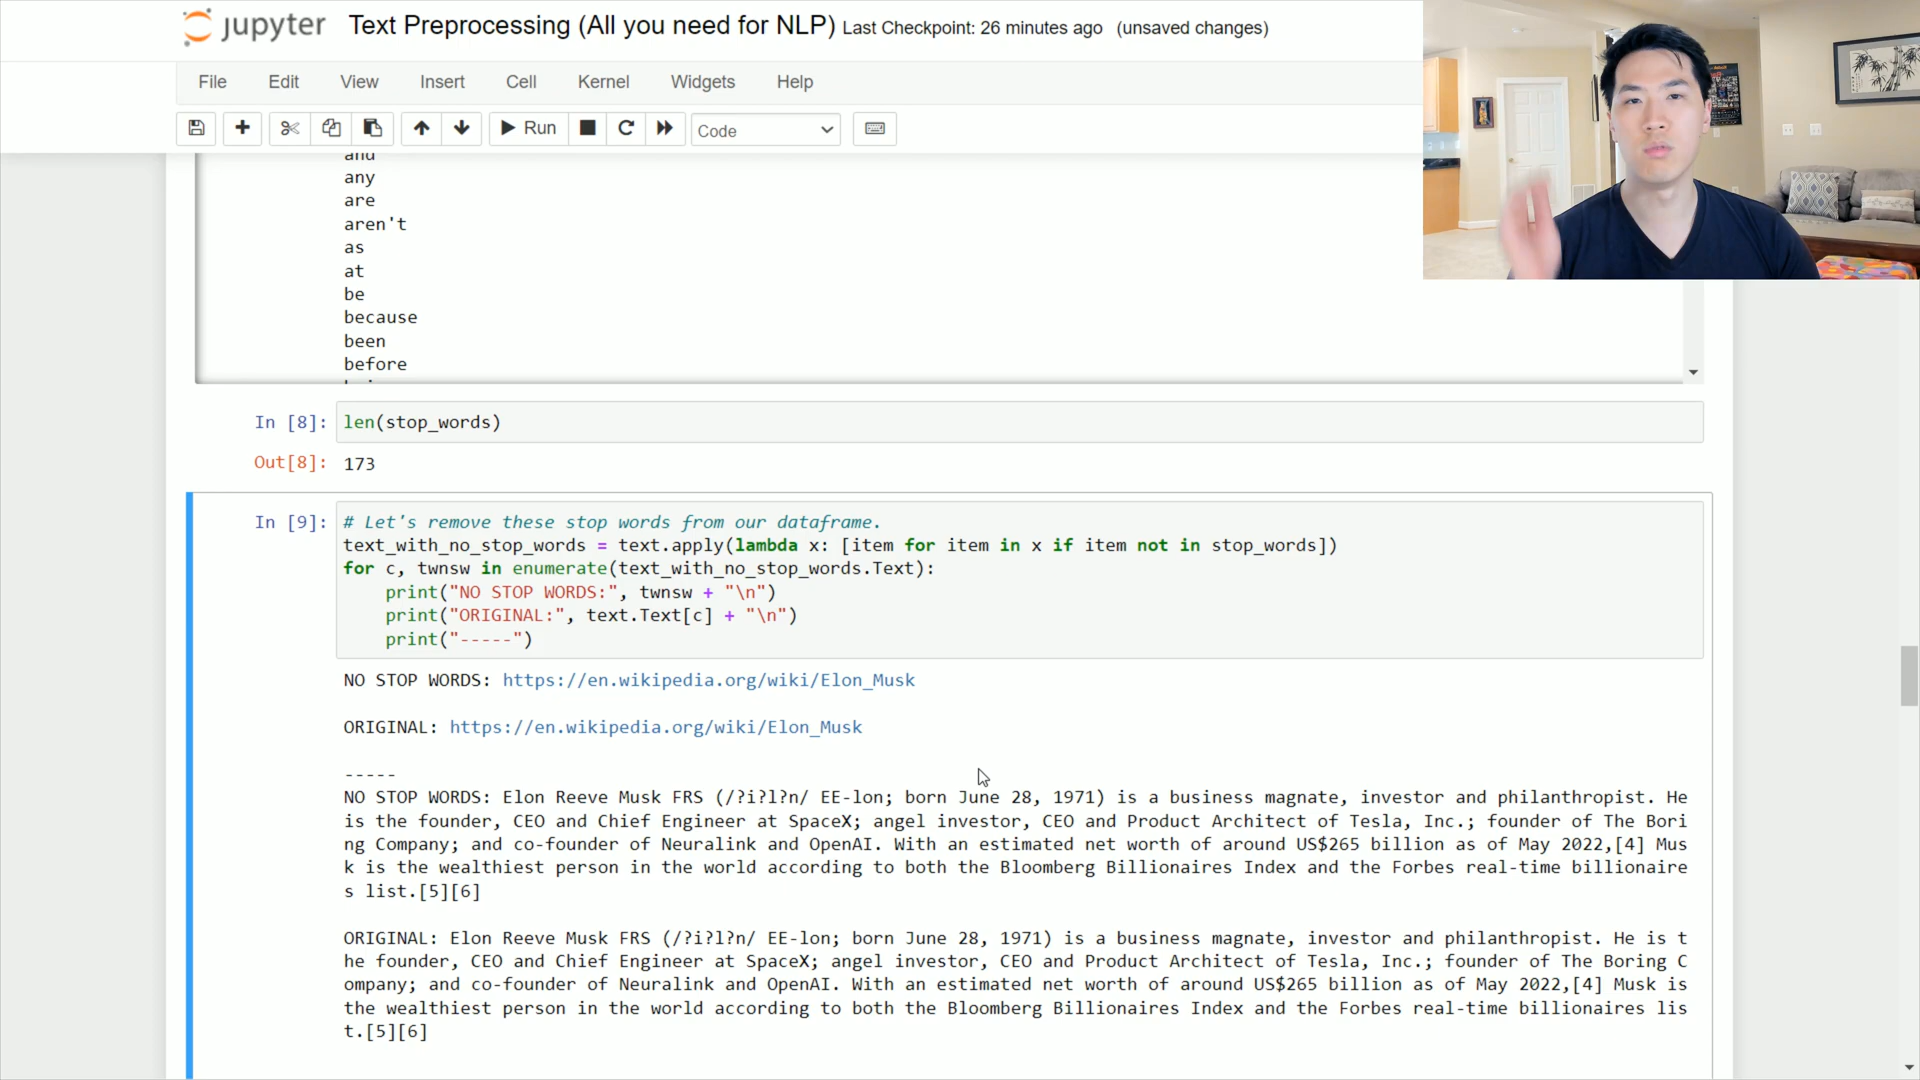 jupyter Text Preprocessing (All you need for NLP) Last Checkpoint: 26 minutes ago (unsaved changes)
File Edit View Insert Cell Kernel Widgets Help
Run Code
and
any
are
aren't
as
at
be
because
been
before
In [8]: len(stop_words)
Out[8]: 173
In [9]: # Let's remove these stop words from our dataframe.
text_with_no_stop_words = text.apply(lambda x: [item for item in x if item not in stop_words])
for c, twnsw in enumerate(text_with_no_stop_words.Text):
    print("NO STOP WORDS:", twnsw + "\n")
    print("ORIGINAL:", text.Text[c] + "\n")
    print("-----")
NO STOP WORDS: https://en.wikipedia.org/wiki/Elon_Musk
ORIGINAL: https://en.wikipedia.org/wiki/Elon_Musk
-----
NO STOP WORDS: Elon Reeve Musk FRS (/?i?l?n/ EE-lon; born June 28, 1971) is a business magnate, investor and philanthropist. He
is the founder, CEO and Chief Engineer at SpaceX; angel investor, CEO and Product Architect of Tesla, Inc.; founder of The Bori
ng Company; and co-founder of Neuralink and OpenAI. With an estimated net worth of around US$265 billion as of May 2022,[4] Mus
k is the wealthiest person in the world according to both the Bloomberg Billionaires Index and the Forbes real-time billionaire
s list.[5][6]
ORIGINAL: Elon Reeve Musk FRS (/?i?l?n/ EE-lon; born June 28, 1971) is a business magnate, investor and philanthropist. He is t
he founder, CEO and Chief Engineer at SpaceX; angel investor, CEO and Product Architect of Tesla, Inc.; founder of The Boring C
ompany; and co-founder of Neuralink and OpenAI. With an estimated net worth of around US$265 billion as of May 2022,[4] Musk is
the wealthiest person in the world according to both the Bloomberg Billionaires Index and the Forbes real-time billionaires lis
t.[5][6]